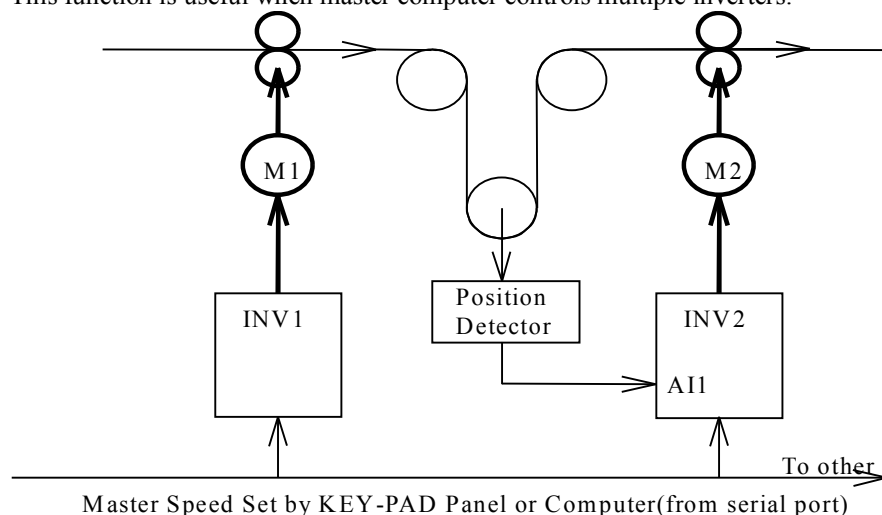 This function is useful when master computer controls multiple inverters.
M1
M2
Position
Detector
INV1
INV2
AI1
To other
Master Speed Set by KEY-PAD Panel or Computer(from serial port)